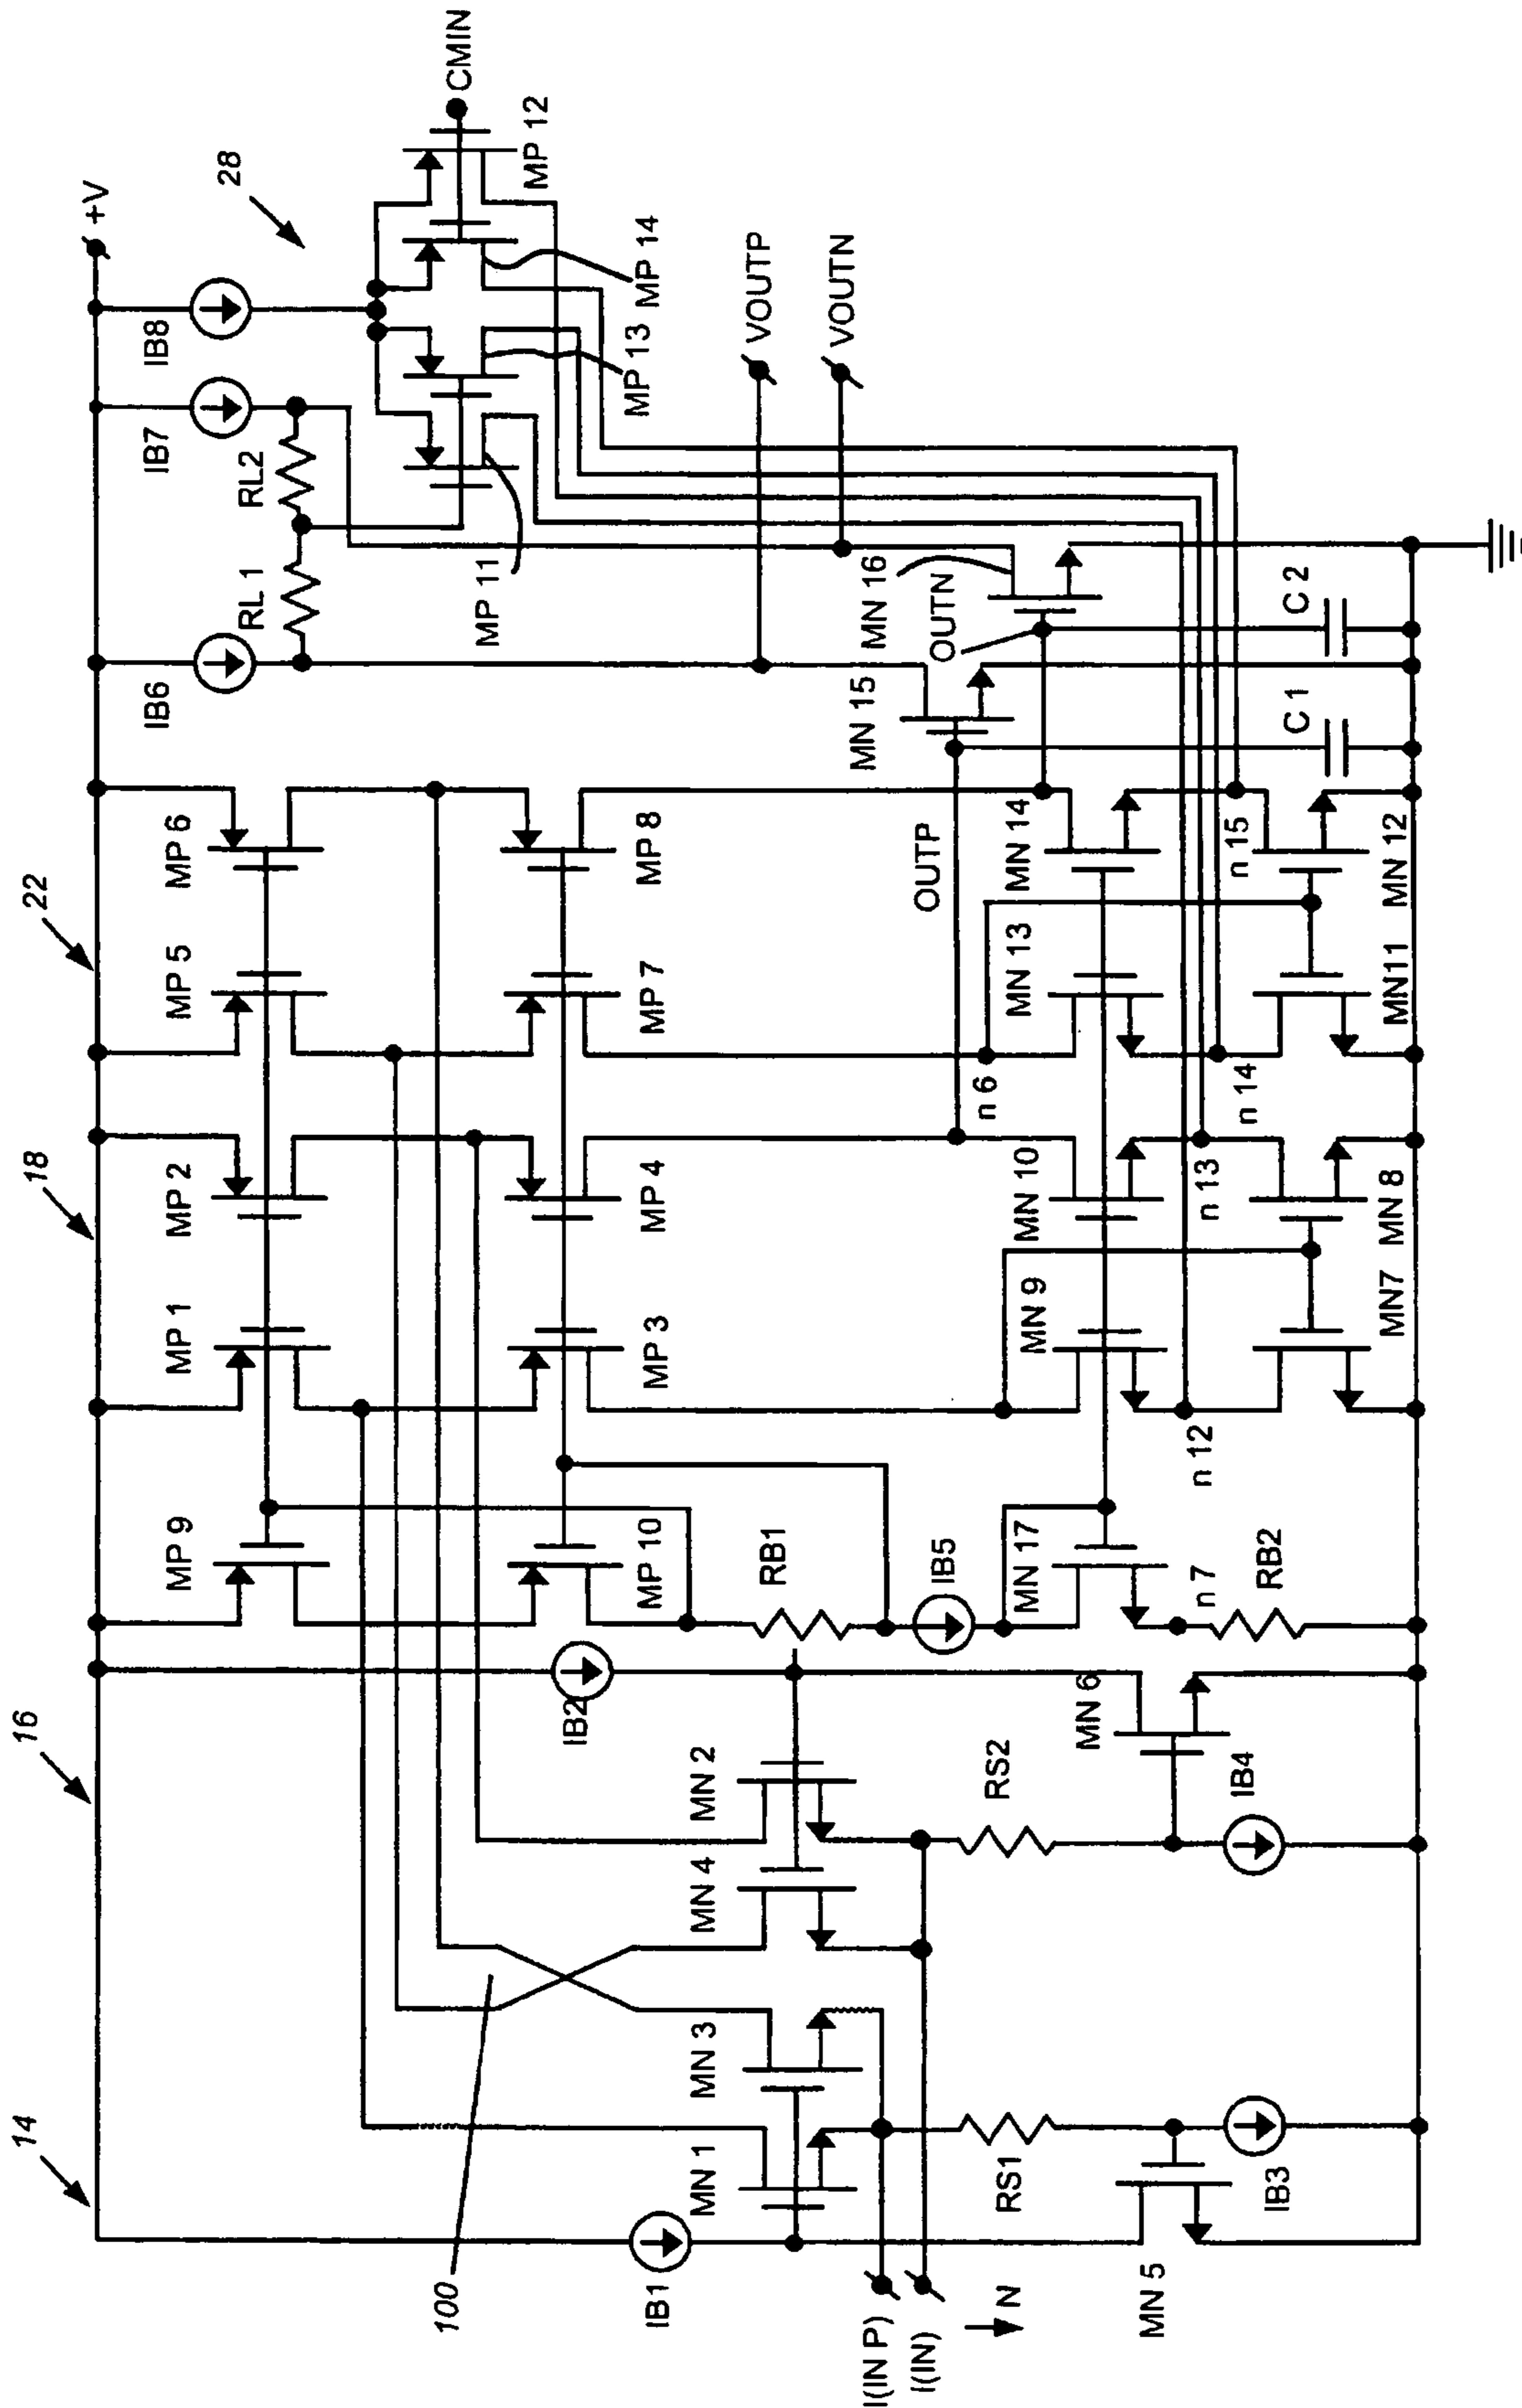 14
16
18
22
+V
MP 9
MP 1
MP 2
MP 5
MP 6
IB6
IB7
IB8
28
RL 1
RL2
CMIN
MP 12
MP 14
MP 13
MP 11
100
IB1
IB2
MP 10
MP 3
MP 4
MP 7
MP 8
VOUTP
VOUTN
MN 1
MN 3
MN 4
MN 2
RB1
IB5
OUTP
MN 15
OUTN
MN 16
I(IN P)
I(IN)
N
RS1
RS2
MN 17
MN 9
MN 10
n 6
MN 13
MN 14
n 7
n 12
n 13
n 14
n 15
MN 5
IB3
MN 6
IB4
RB2
MN7
MN 8
MN11
MN 12
C 1
C 2